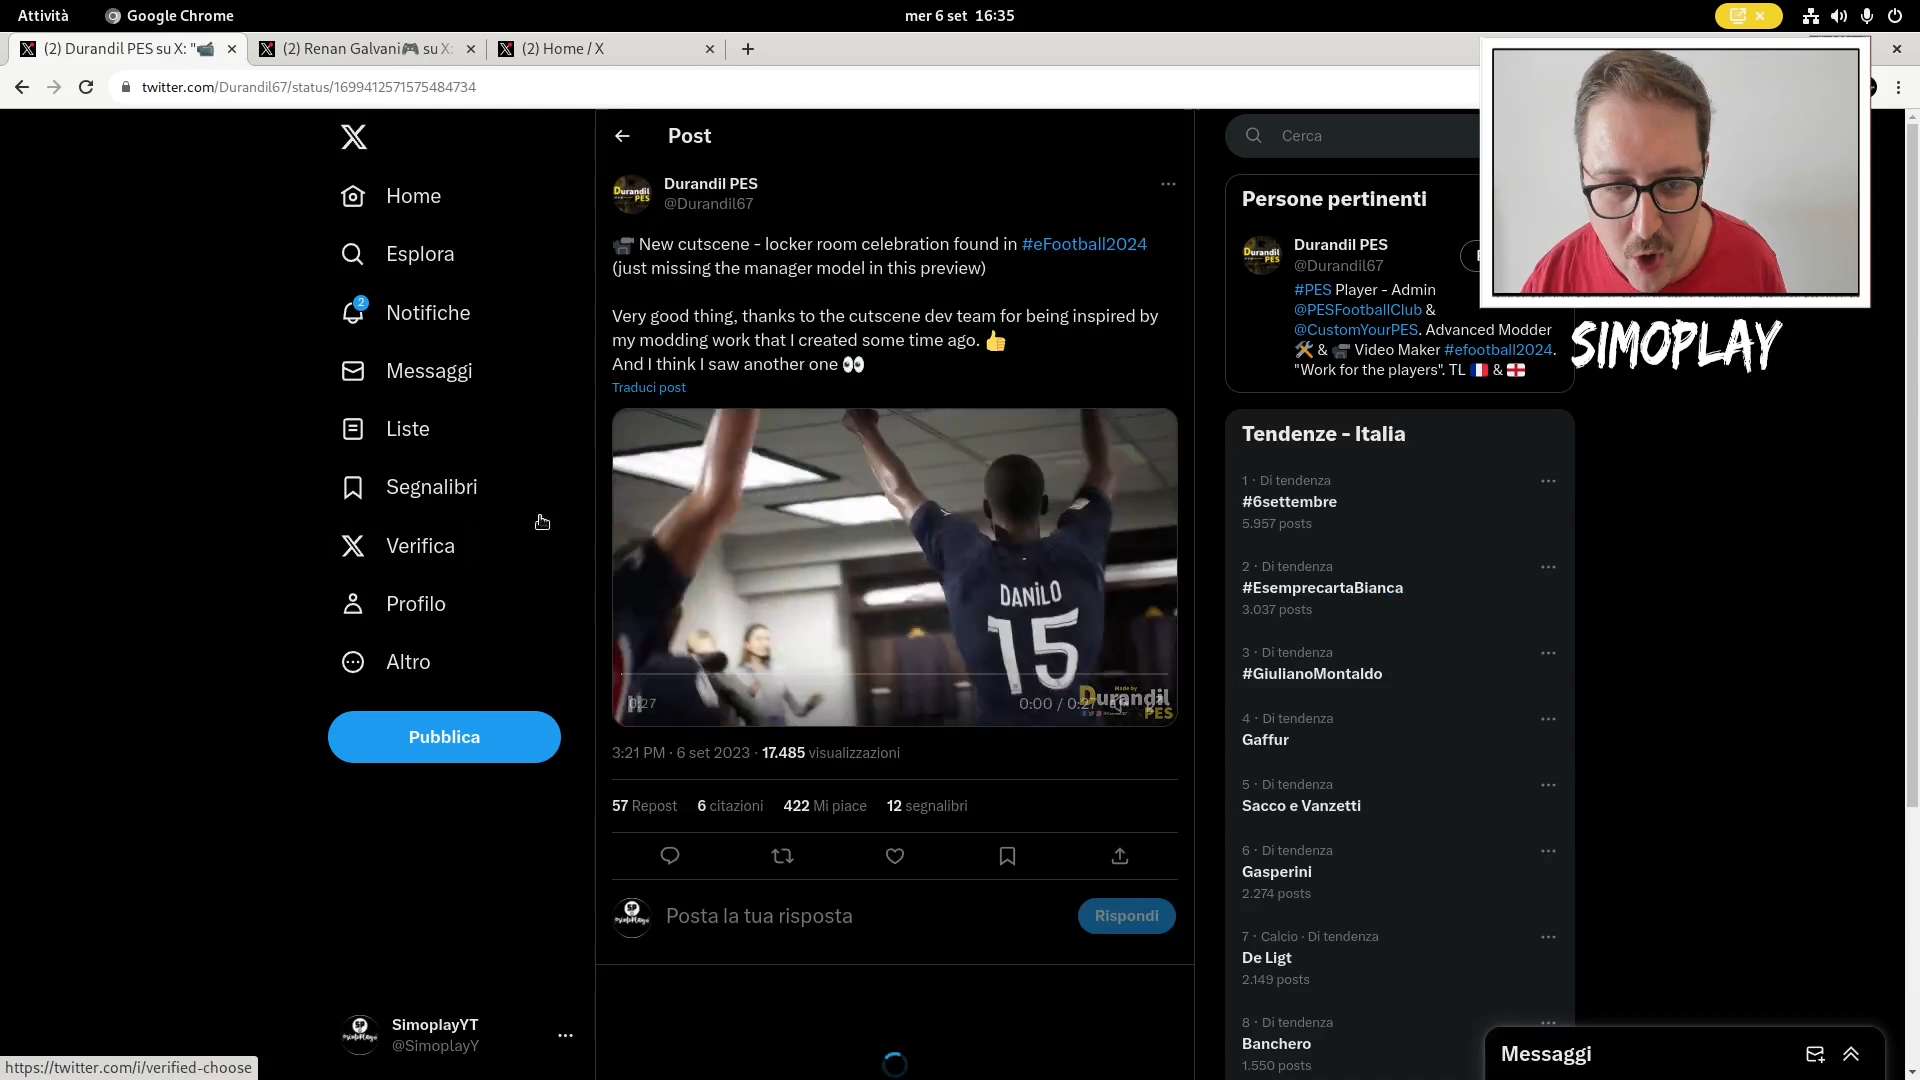 Attività
Google Chrome
mer 6 set 16:35
(2) Durandil PES su X: "📹
(2) Renan Galvani🎮 su X:
(2) Home / X
twitter.com/Durandil67/status/1699412571575484734
Home
Esplora
2
Notifiche
Messaggi
Liste
Segnalibri
Verifica
Profilo
Altro
Pubblica
SimoplayYT
@SimoplayY
https://twitter.com/i/verified-choose
Post
Durandil PES
@Durandil67
📹 New cutscene - locker room celebration found in #eFootball2024
(just missing the manager model in this preview)
Very good thing, thanks to the cutscene dev team for being inspired by
my modding work that I created some time ago. 👍
And I think I saw another one 👀
Traduci post
DANILO
15
0:27
0:00 / 0:27
Made by
Durandil
PES
3:21 PM · 6 set 2023 · 17.485 visualizzazioni
57 Repost 6 citazioni 422 Mi piace 12 segnalibri
Posta la tua risposta
Rispondi
Cerca
Persone pertinenti
Durandil PES
@Durandil67
#PES Player - Admin
@PESFootballClub &
@CustomYourPES. Advanced Modder
🛠️ & 📹 Video Maker #efootball2024.
"Work for the players". TL 🇫🇷 & 🏴󠁧󠁢󠁥󠁮󠁧󠁿
SIMOPLAY
Tendenze - Italia
1 · Di tendenza
#6settembre
5.957 posts
2 · Di tendenza
#EsemprecartaBianca
3.037 posts
3 · Di tendenza
#GiulianoMontaldo
4 · Di tendenza
Gaffur
5 · Di tendenza
Sacco e Vanzetti
6 · Di tendenza
Gasperini
2.274 posts
7 · Calcio · Di tendenza
De Ligt
2.149 posts
8 · Di tendenza
Banchero
1.550 posts
Messaggi